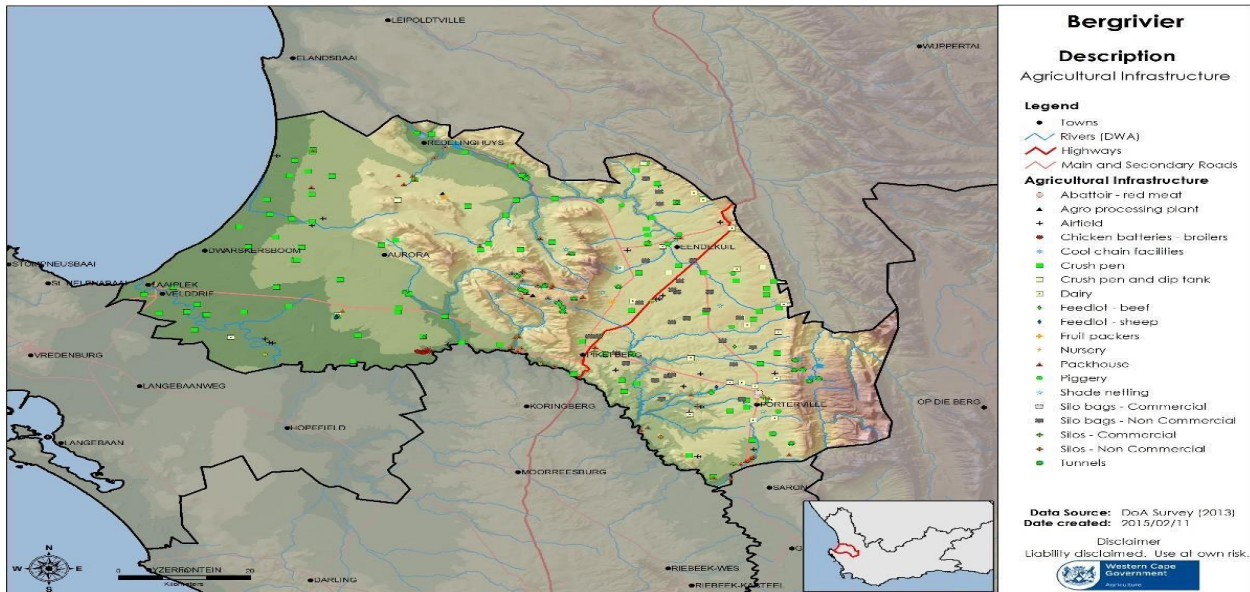 LEIPOLDTVILLE
WUPPERTAL
ELANDSBAAI
REDELINGHUYS
DWARSKERSBOOM
AURORA
EENDEKUIL
VELDDRIF
VREDENBURG
LANGEBAANWEG
PIKETBERG
KORINGBERG
PORTERVILLE
OP DIE BERG
HOPEFIELD
LANGEBAAN
MOORREESBURG
SARON
YZERFONTEIN
DARLING
RIEBEEK-WES
RIEBEEK-KASTEEL
N
W
E
S
0
20
Kilometers
Bergrivier
Description
Agricultural Infrastructure
Legend
Towns
Rivers (DWA)
Highways
Main and Secondary Roads
Agricultural Infrastructure
Abattoir - red meat
Agro processing plant
Airfield
Chicken batteries - broilers
Cool chain facilities
Crush pen
Crush pen and dip tank
Dairy
Feedlot - beef
Feedlot - sheep
Fruit packers
Nursery
Packhouse
Piggery
Shade netting
Silo bags - Commercial
Silo bags - Non Commercial
Silos - Commercial
Silos - Non Commercial
Tunnels
Data Source: DoA Survey (2013)
Date created: 2015/02/11
Disclaimer
Liability disclaimed. Use at own risk.
Western Cape
Government
Agriculture